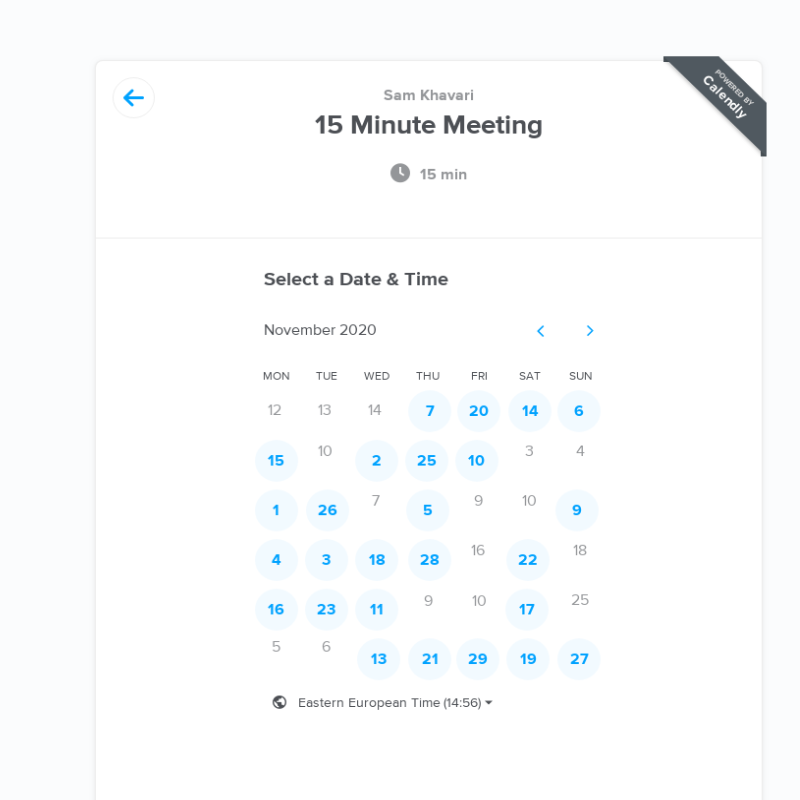 POWERED BY
Calendly
Sam Khavari
15 Minute Meeting
15 min
Select a Date & Time
November 2020
MON TUE WED THU FRI SAT SUN
12 13 14 7 20 14 6
15 10 2 25 10 3 4
1 26 7 5 9 10 9
4 3 18 28 16 22 18
16 23 11 9 10 17 25
5 6 13 21 29 19 27
Eastern European Time (14:56)